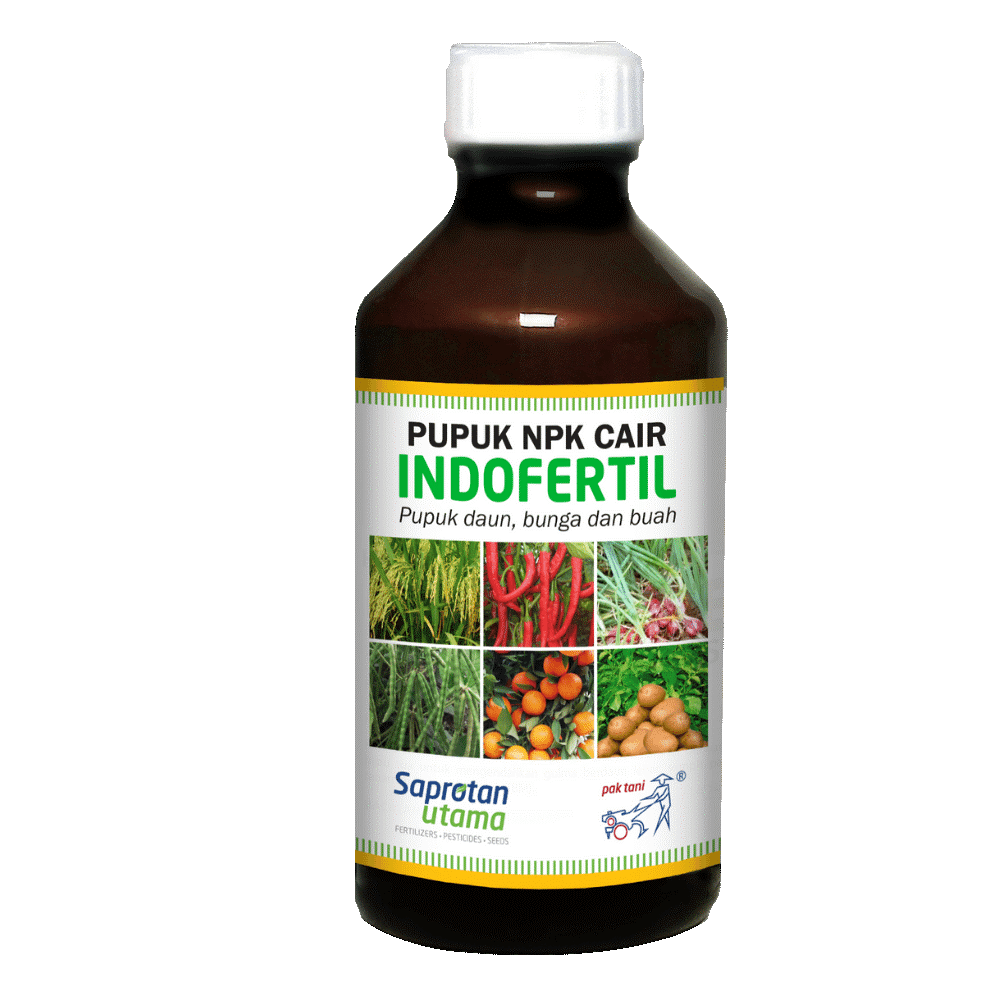 PUPUK NPK CAIR
INDOFERTIL
Pupuk daun, bunga dan buah
Saprotan
utama
FERTILIZERS • PESTICIDES • SEEDS
pak tani ®